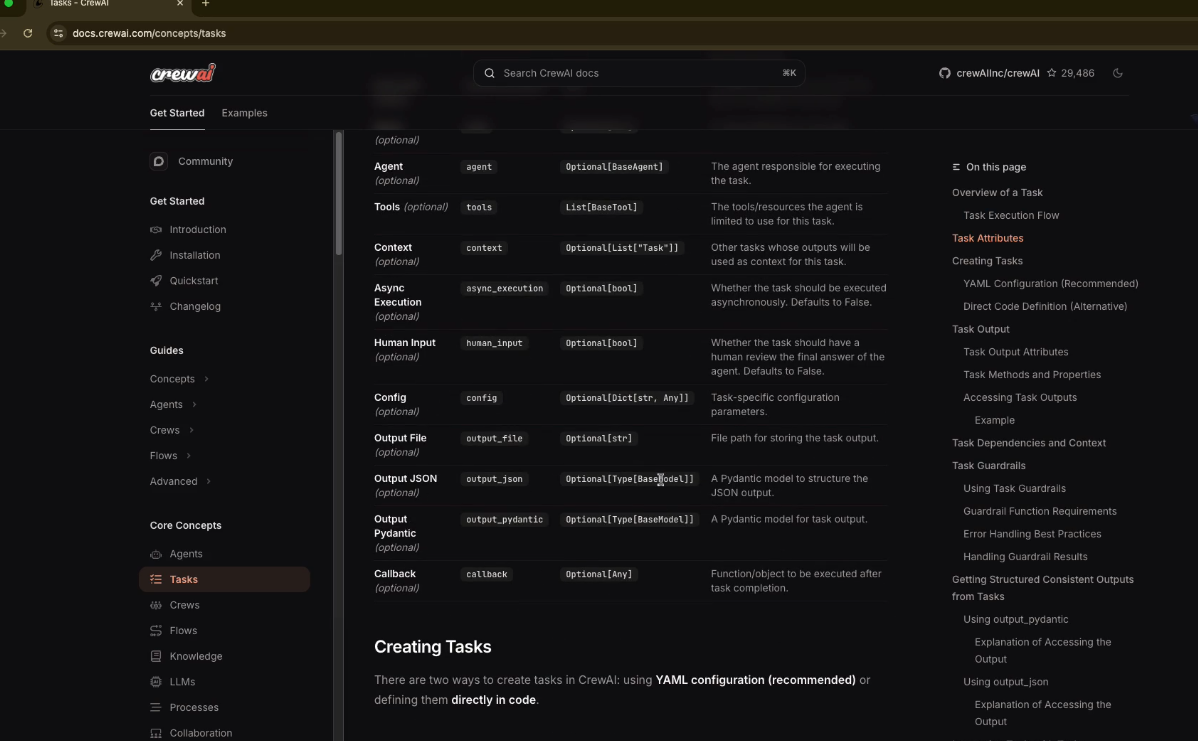 Tasks - CrewAI
docs.crewai.com/concepts/tasks
crewai
Search CrewAI docs
⌘K
crewAIInc/crewAI
29,486
Get Started
Examples
Community
Get Started
Introduction
Installation
Quickstart
Changelog
Guides
Concepts
Agents
Crews
Flows
Advanced
Core Concepts
Agents
Tasks
Crews
Flows
Knowledge
LLMs
Processes
Collaboration
(optional)
Agent (optional) agent Optional[BaseAgent] The agent responsible for executing
the task.
Tools (optional) tools List[BaseTool] The tools/resources the agent is
limited to use for this task.
Context (optional) context Optional[List["Task"]] Other tasks whose outputs will be
used as context for this task.
Async Execution (optional) async_execution Optional[bool] Whether the task should be executed
asynchronously. Defaults to False.
Human Input (optional) human_input Optional[bool] Whether the task should have a
human review the final answer of the
agent. Defaults to False.
Config (optional) config Optional[Dict[str, Any]] Task-specific configuration
parameters.
Output File (optional) output_file Optional[str] File path for storing the task output.
Output JSON (optional) output_json Optional[Type[BaseModel]] A Pydantic model to structure the
JSON output.
Output Pydantic (optional) output_pydantic Optional[Type[BaseModel]] A Pydantic model for task output.
Callback (optional) callback Optional[Any] Function/object to be executed after
task completion.
Creating Tasks
There are two ways to create tasks in CrewAI: using YAML configuration (recommended) or
defining them directly in code.
On this page
Overview of a Task
Task Execution Flow
Task Attributes
Creating Tasks
YAML Configuration (Recommended)
Direct Code Definition (Alternative)
Task Output
Task Output Attributes
Task Methods and Properties
Accessing Task Outputs
Example
Task Dependencies and Context
Task Guardrails
Using Task Guardrails
Guardrail Function Requirements
Error Handling Best Practices
Handling Guardrail Results
Getting Structured Consistent Outputs
from Tasks
Using output_pydantic
Explanation of Accessing the
Output
Using output_json
Explanation of Accessing the
Output